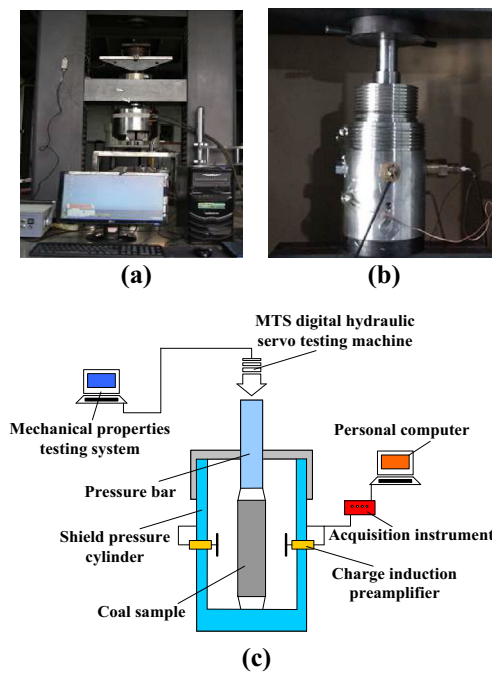 (a)
(b)
MTS digital hydraulic
servo testing machine
Mechanical properties
testing system
Personal computer
Pressure bar
Shield pressure
cylinder
Acquisition instrument
Charge induction
preamplifier
Coal sample
(c)